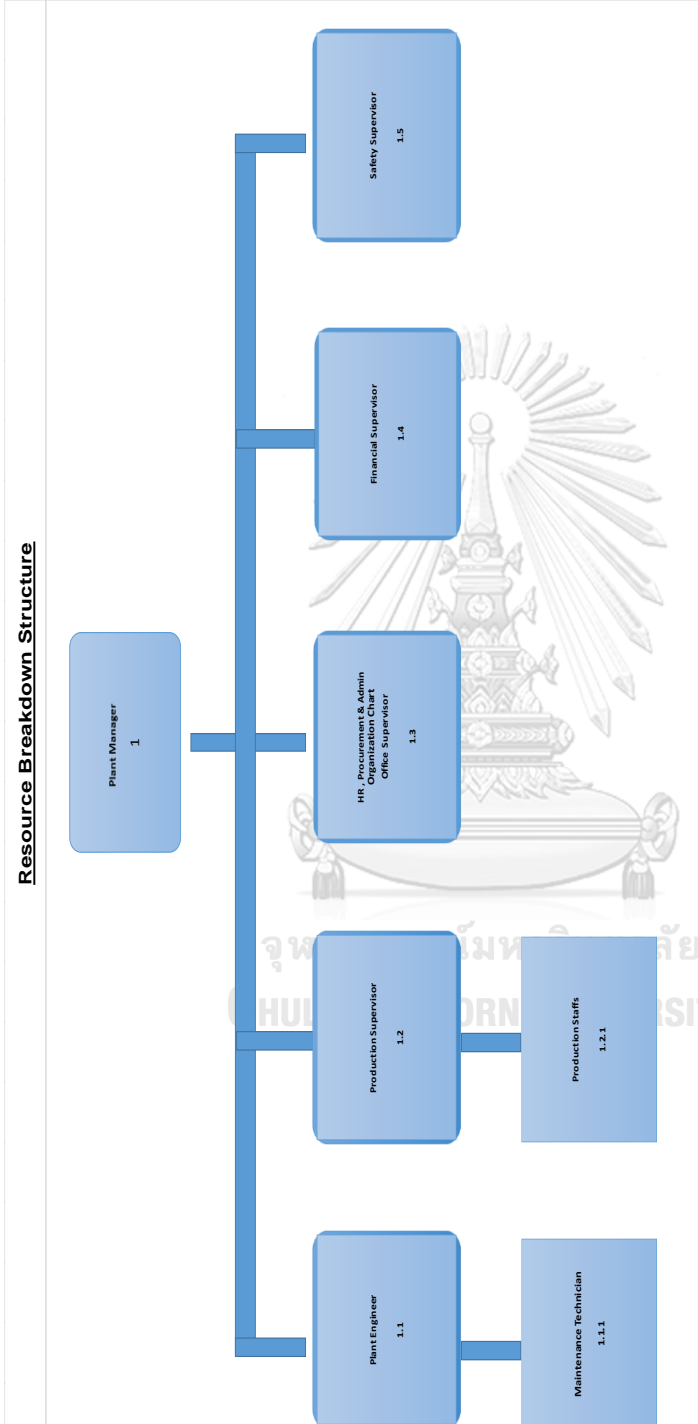 Resource Breakdown Structure
Plant Manager
1
Plant Engineer
1.1
Production Supervisor
1.2
HR , Procurement & Admin
Organization Chart
Office Supervisor
1.3
Financial Supervisor
1.4
Safety Supervisor
1.5
Maintenance Technician
1.1.1
Production Staffs
1.2.1